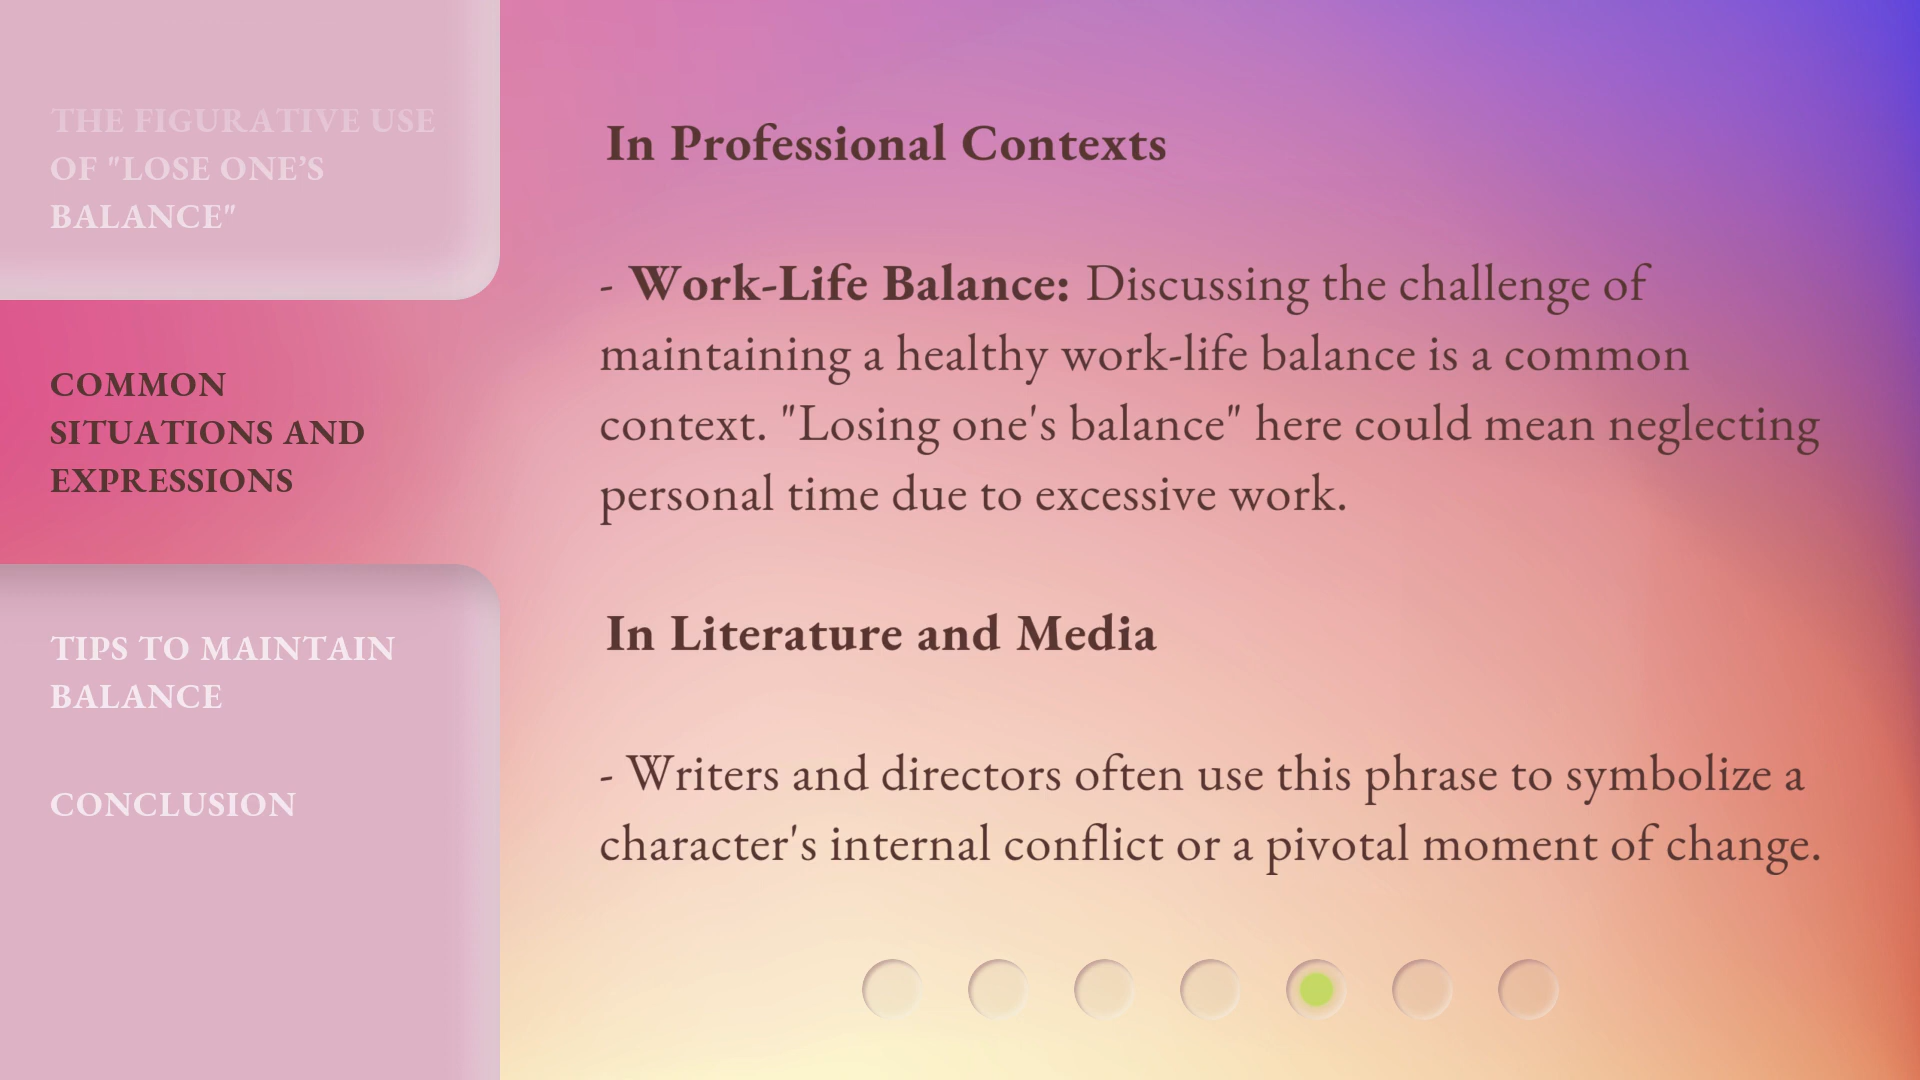 THE FIGURATIVE USE
OF "LOSE ONE’S
BALANCE"
COMMON
SITUATIONS AND
EXPRESSIONS
TIPS TO MAINTAIN
BALANCE
CONCLUSION
In Professional Contexts
- Work-Life Balance: Discussing the challenge of
maintaining a healthy work-life balance is a common
context. "Losing one's balance" here could mean neglecting
personal time due to excessive work.
In Literature and Media
- Writers and directors often use this phrase to symbolize a
character's internal conflict or a pivotal moment of change.